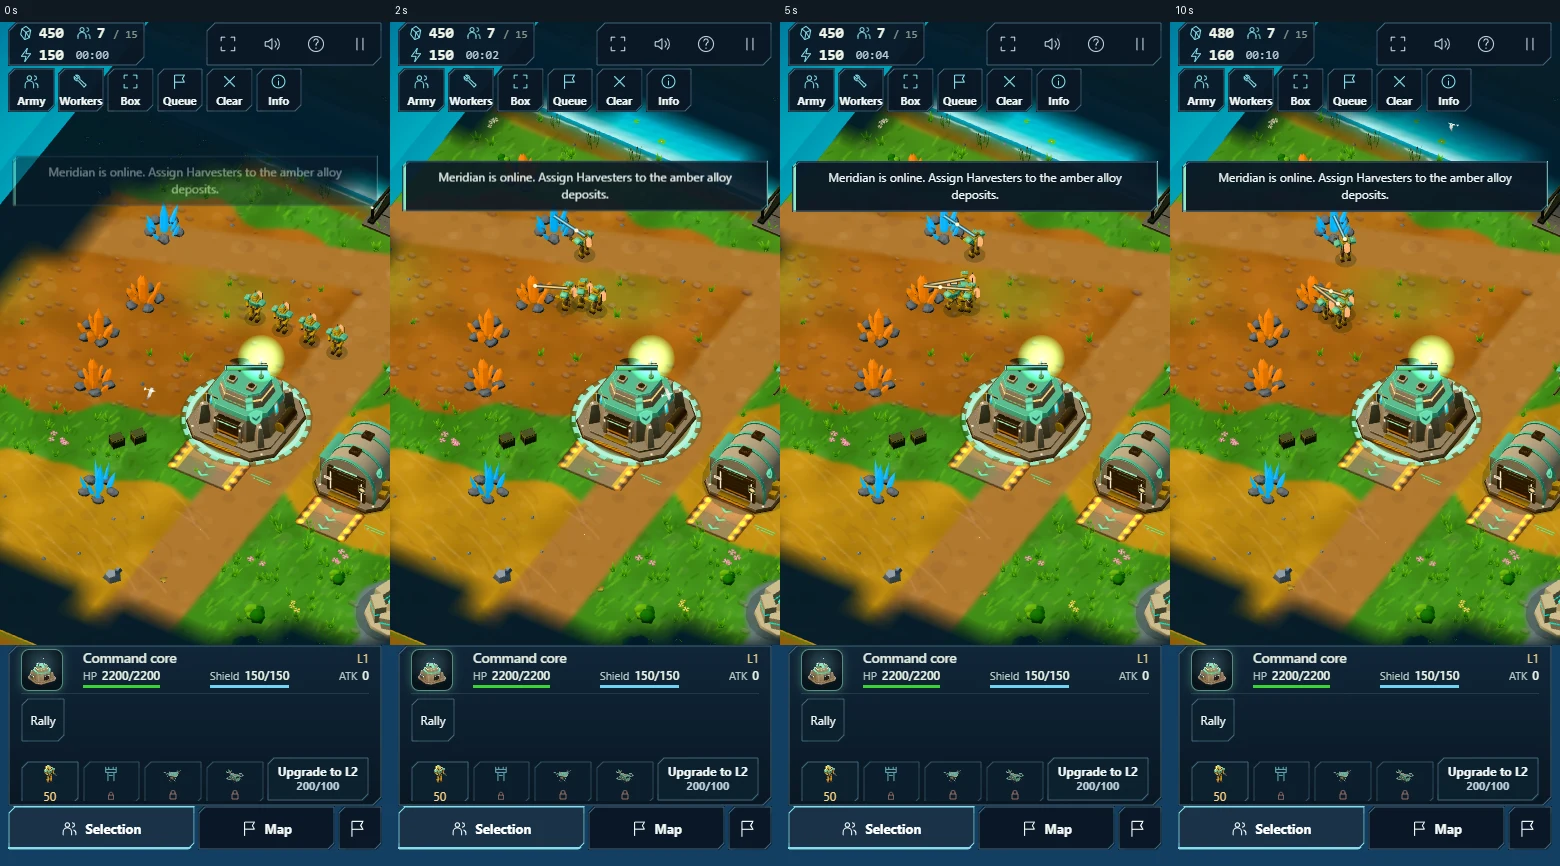 0 s
450 7 / 15
150 00:00
Army Workers Box Queue Clear Info
Meridian is online. Assign Harvesters to the amber alloy
deposits.
Command core L1
HP 2200/2200 Shield 150/150 ATK 0
Rally
50
Upgrade to L2
200/100
Selection Map
2 s
450 7 / 15
150 00:02
Army Workers Box Queue Clear Info
Meridian is online. Assign Harvesters to the amber alloy
deposits.
Command core L1
HP 2200/2200 Shield 150/150 ATK 0
Rally
50
Upgrade to L2
200/100
Selection Map
5 s
450 7 / 15
150 00:04
Army Workers Box Queue Clear Info
Meridian is online. Assign Harvesters to the amber alloy
deposits.
Command core L1
HP 2200/2200 Shield 150/150 ATK 0
Rally
50
Upgrade to L2
200/100
Selection Map
10 s
480 7 / 15
160 00:10
Army Workers Box Queue Clear Info
Meridian is online. Assign Harvesters to the amber alloy
deposits.
Command core L1
HP 2200/2200 Shield 150/150 ATK 0
Rally
50
Upgrade to L2
200/100
Selection Map